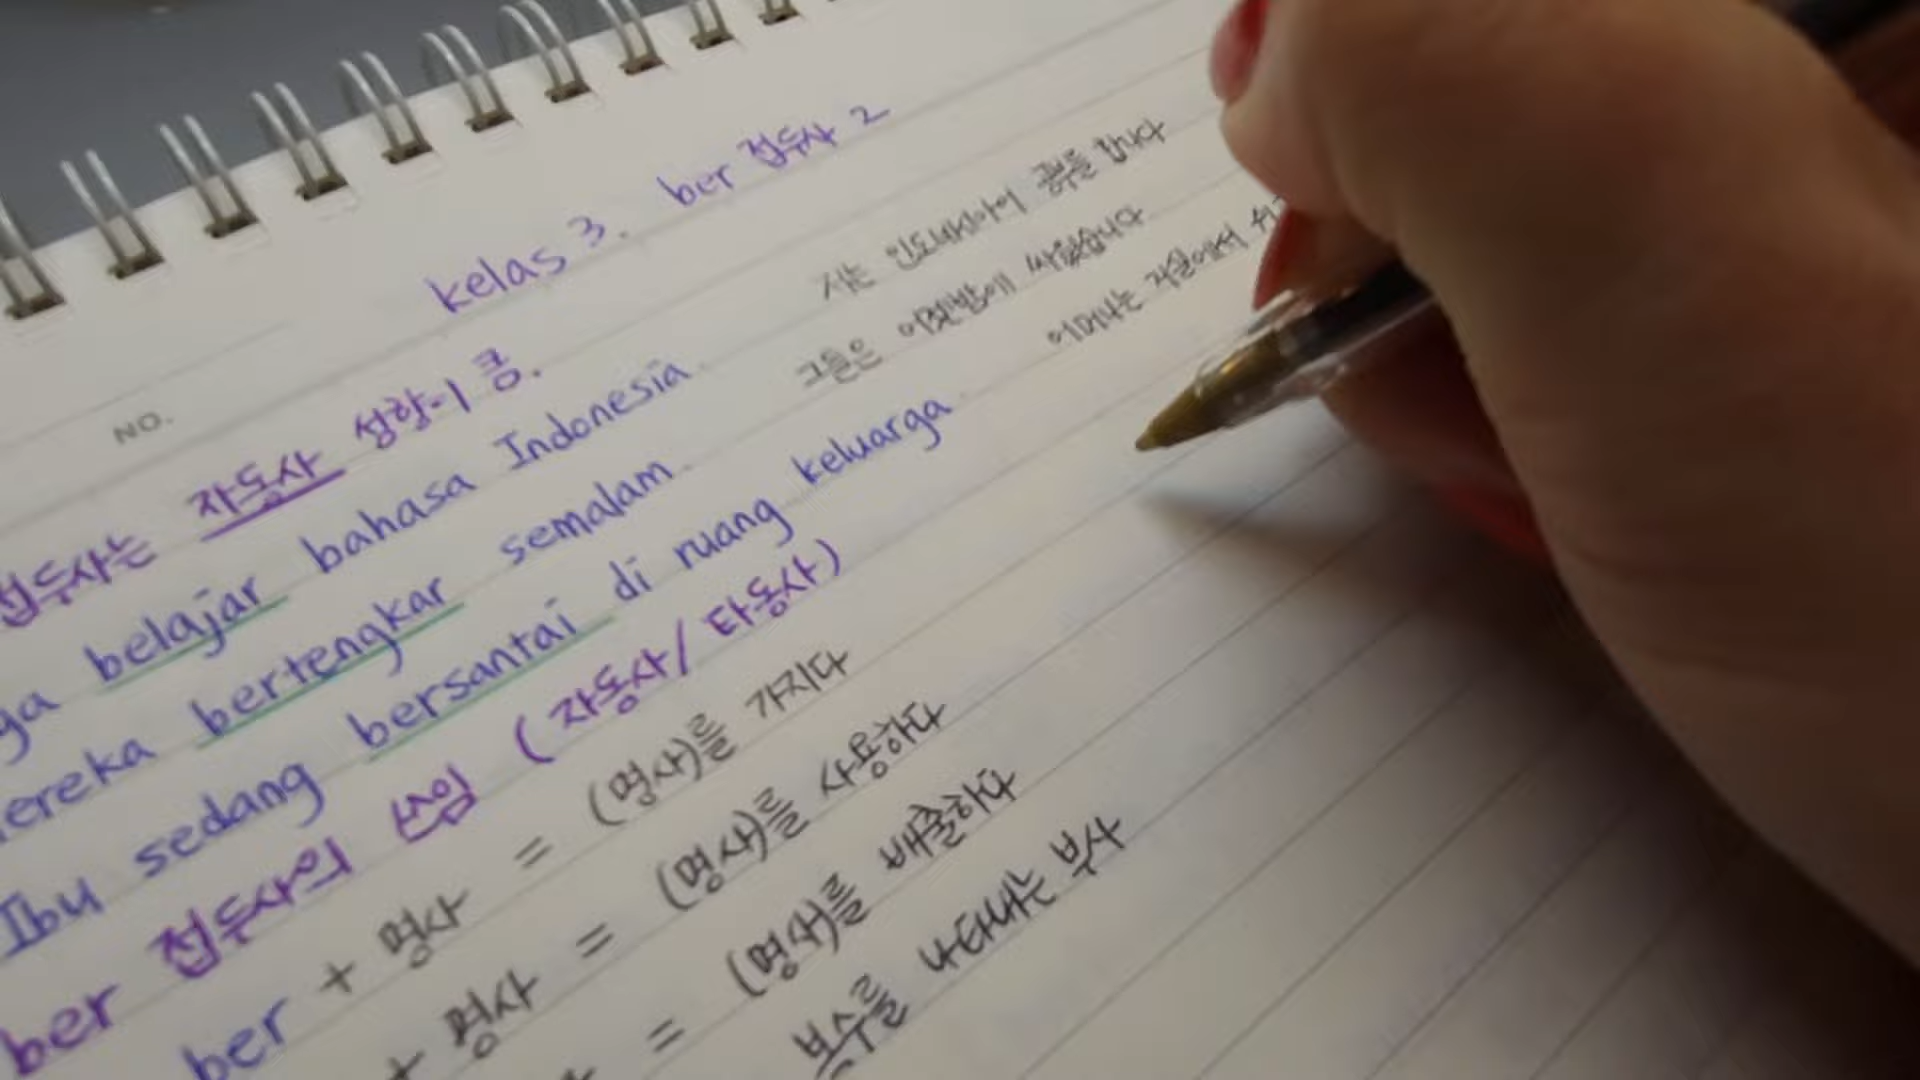 kelas 3. ber 접두사 2
NO.
접두사는 자동사 성향이 큼.
belajar bahasa Indonesia. 저는 인도네시아어 공부를 합니다
ereka bertengkar semalam. 그들은 어젯밤에 싸웠습니다
Ibu sedang bersantai di ruang keluarga. 어머니는 거실에서
ber 접두사의 쓰임 (자동사/타동사)
ber + 명사 = (명사)를 가지다
+ 명사 = (명사)를 사용하다
= (명사)를 배출하다
복수를 나타내는 부사